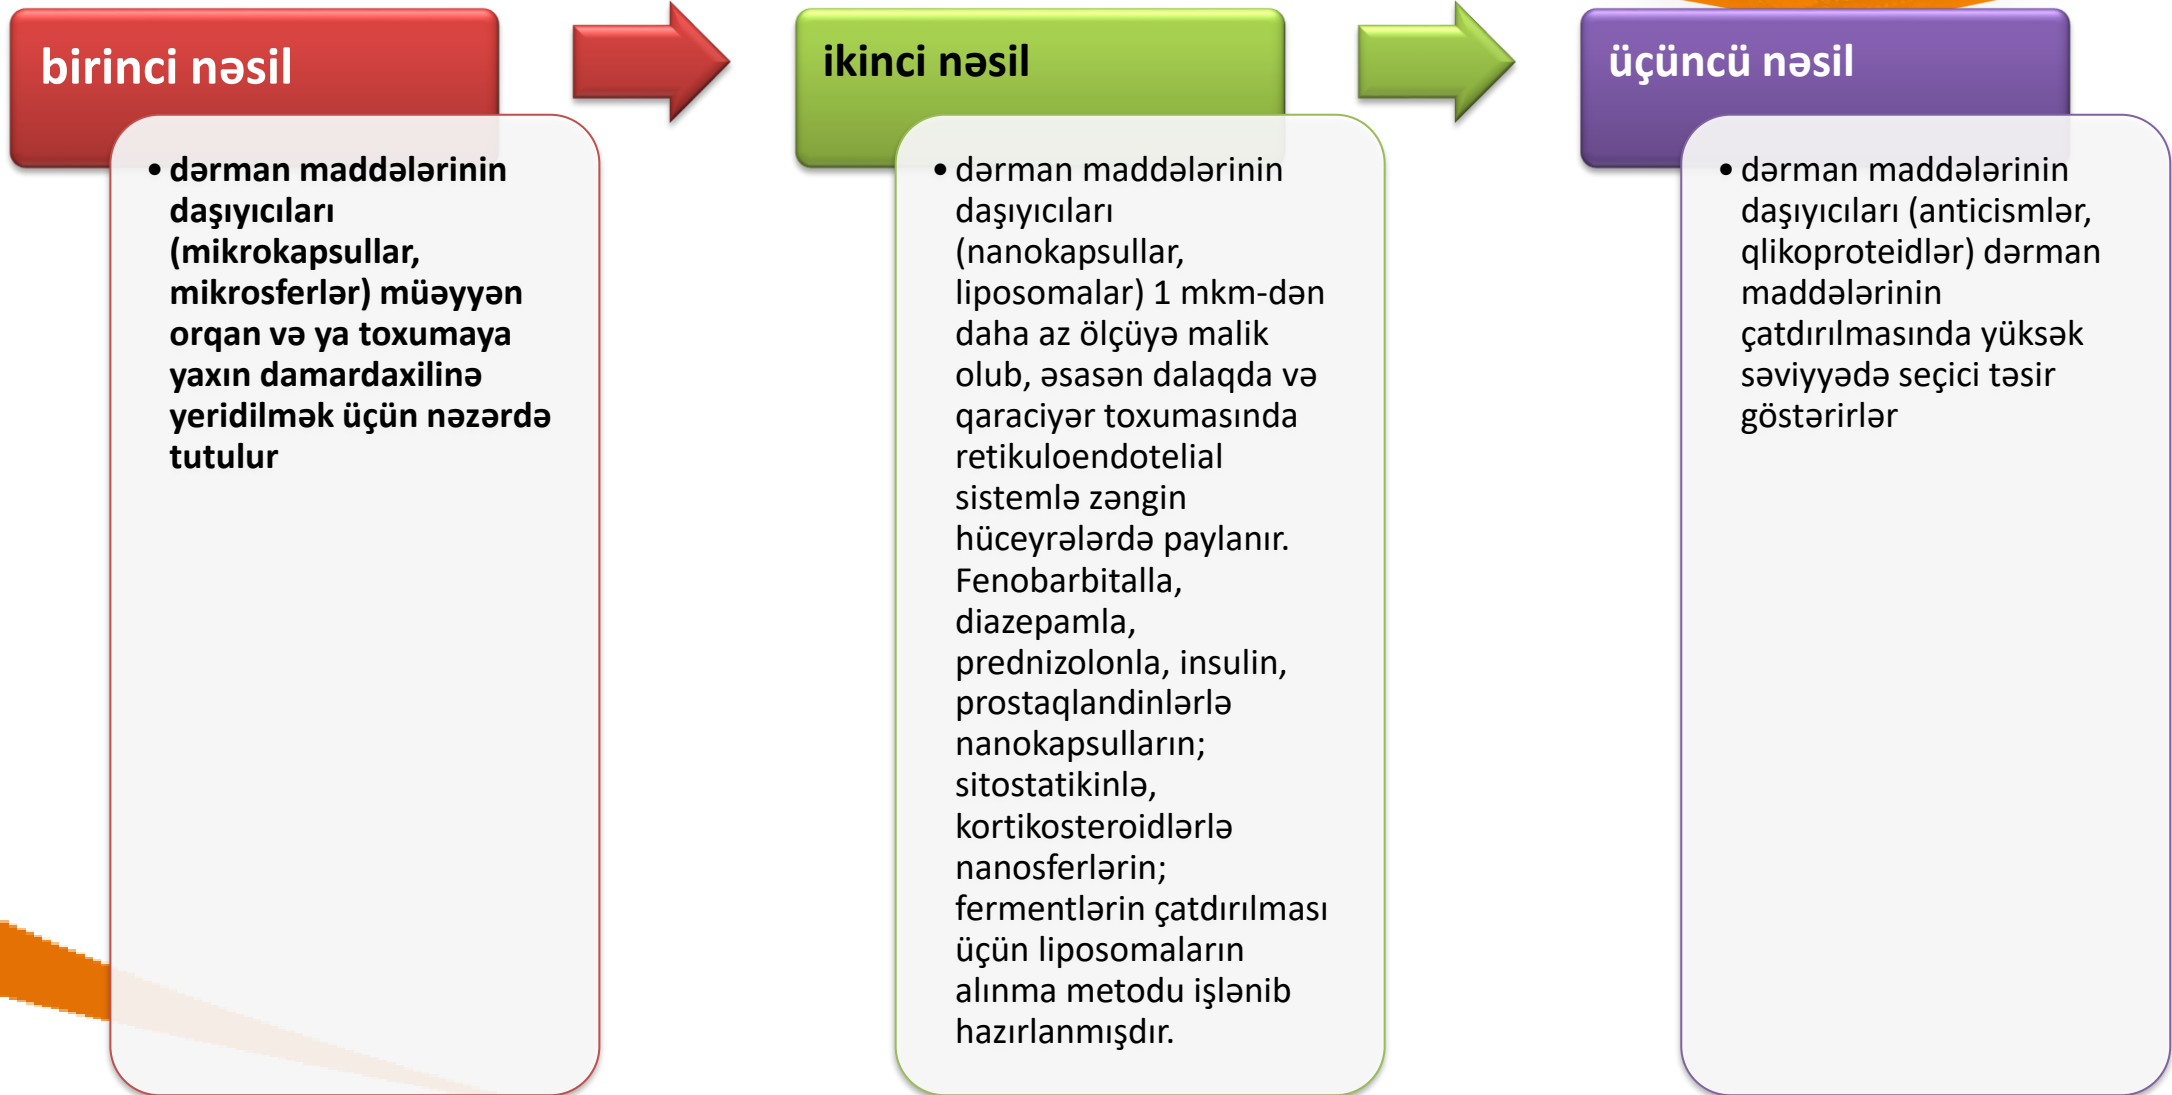 birinci nəsil
• dərman maddələrinin
daşıyıcıları
(mikrokapsullar,
mikrosferlər) müəyyən
orqan və ya toxumaya
yaxın damardaxilinə
yeridilmək üçün nəzərdə
tutulur
ikinci nəsil
• dərman maddələrinin
daşıyıcıları
(nanokapsullar,
liposomalar) 1 mkm-dən
daha az ölçüyə malik
olub, əsasən dalaqda və
qaraciyər toxumasında
retikuloendotelial
sistemlə zəngin
hüceyrələrdə paylanır.
Fenobarbitalla,
diazepamla,
prednizolonla, insulin,
prostaqlandinlərlə
nanokapsulların;
sitostatikinlə,
kortikosteroidlərlə
nanosferlərin;
fermentlərin çatdırılması
üçün liposomaların
alınma metodu işlənib
hazırlanmışdır.
üçüncü nəsil
• dərman maddələrinin
daşıyıcıları (anticismlər,
qlikoproteidlər) dərman
maddələrinin
çatdırılmasında yüksək
səviyyədə seçici təsir
göstərirlər